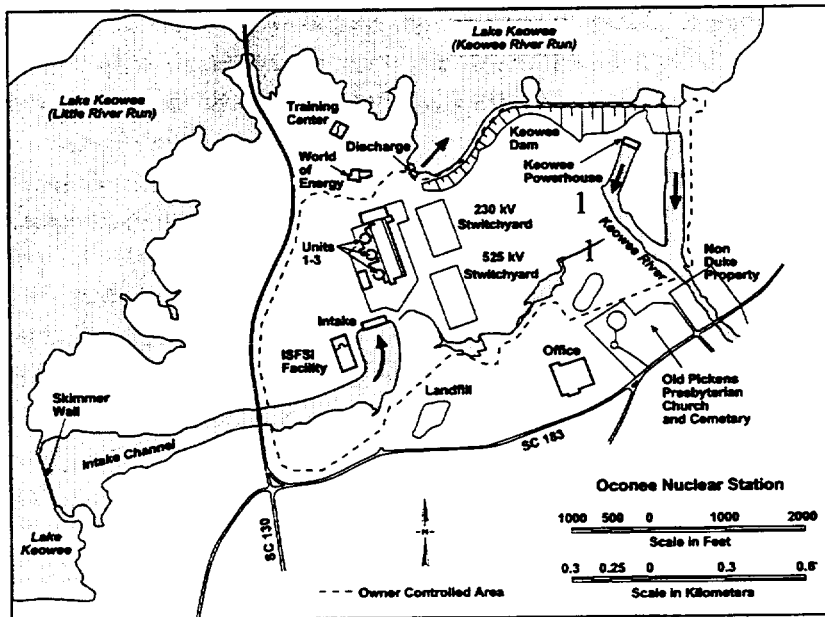 Lake Keowee
(Keowee River Run)
Lake Keowee
(Little River Run)
Training
Center
Discharge
Keowee
Dam
World
of
Energy
Keowee
Powerhouse
230 kV
Stwitchyard
1
Keowee River
Units
1-3
525 kV
Stwitchyard
1
Non
Duke
Property
Intake
ISFSI
Facility
Office
Skimmer
Wall
Landfill
Old Pickens
Presbyterian
Church
and Cemetary
Intake Channel
SC 183
Oconee Nuclear Station
1000 500 0 1000 2000
Scale in Feet
Lake
Keowee
SC 130
N
0.3 0.25 0 0.3 0.6
Scale in Kilometers
Owner Controlled Area